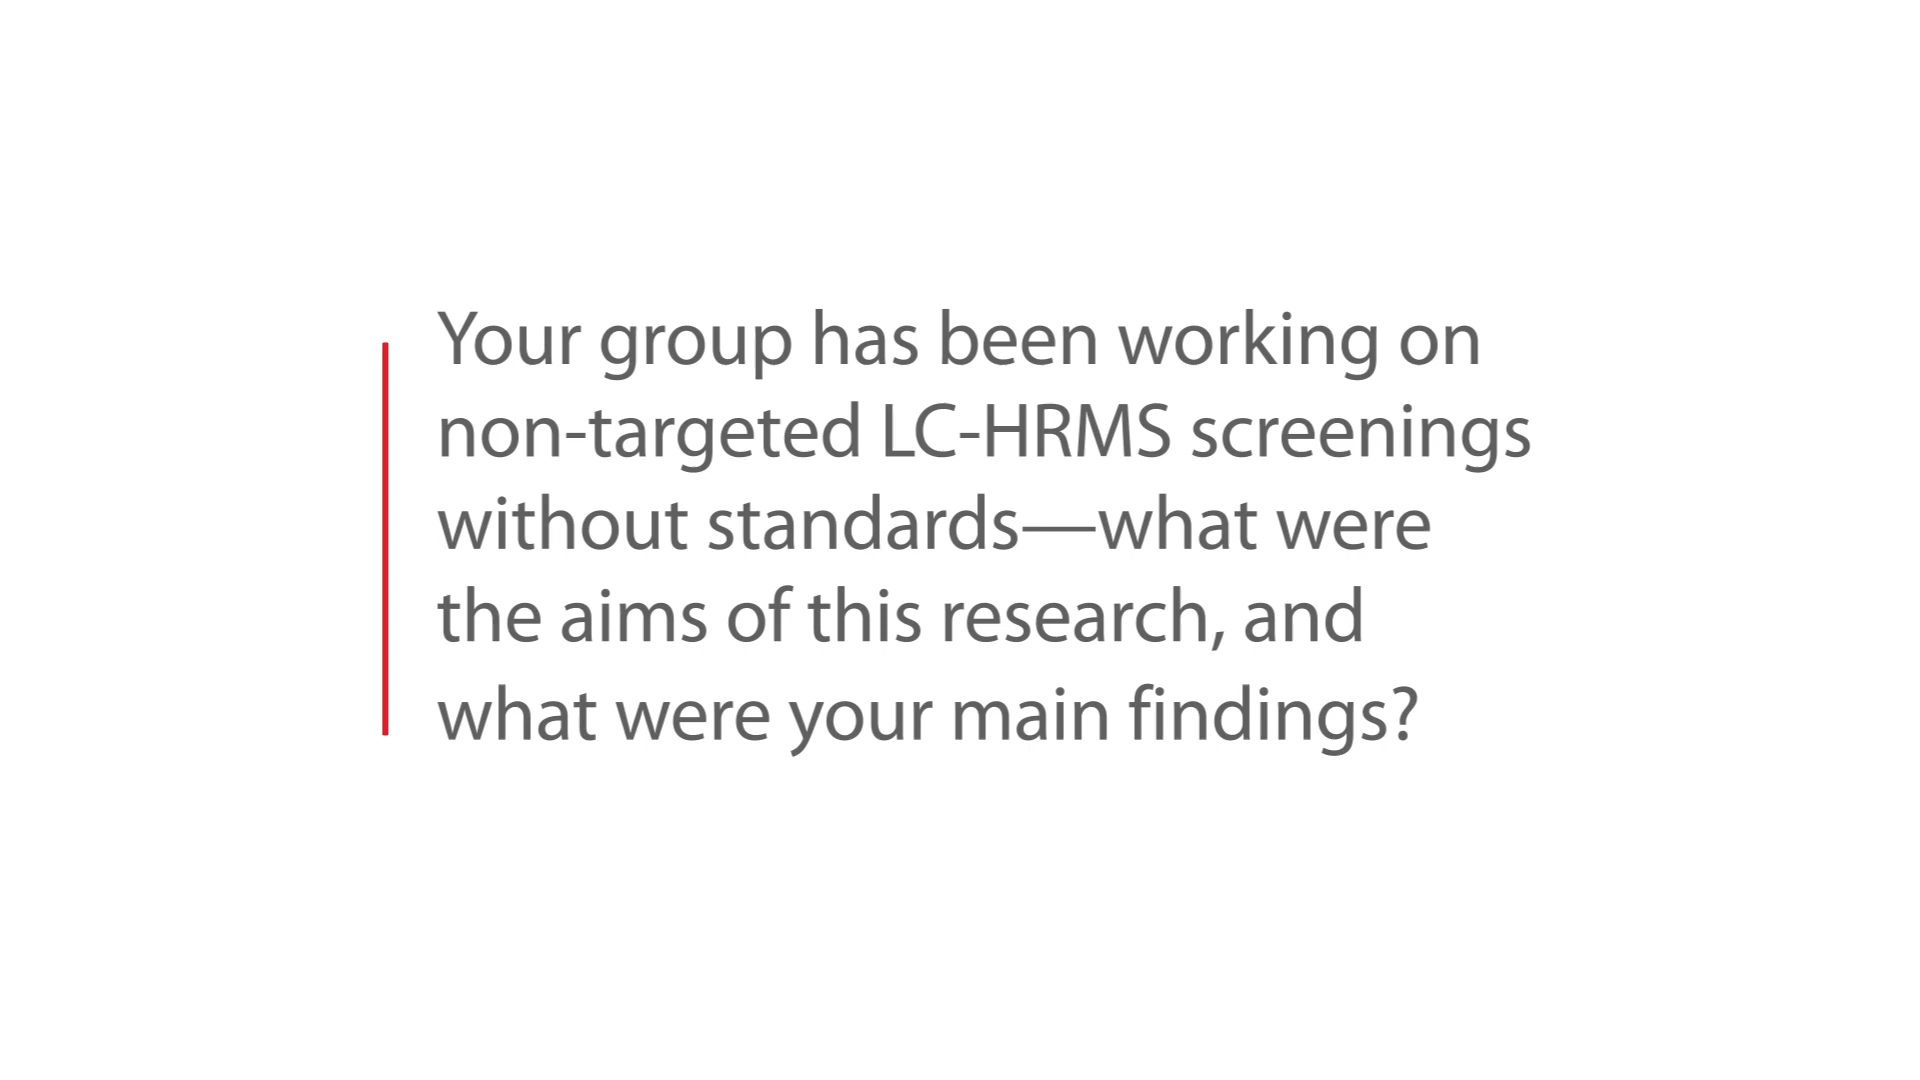 Your group has been working on
non-targeted LC-HRMS screenings
without standards—what were
the aims of this research, and
what were your main findings?